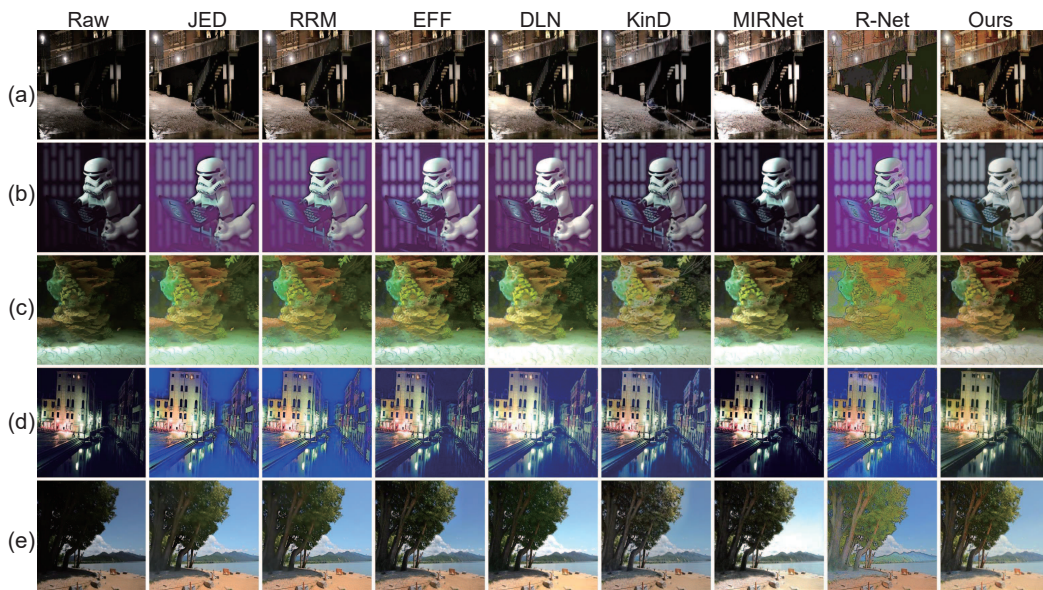 Raw JED RRM EFF DLN KinD MIRNet R-Net Ours
(a)
(b)
(c)
(d)
(e)